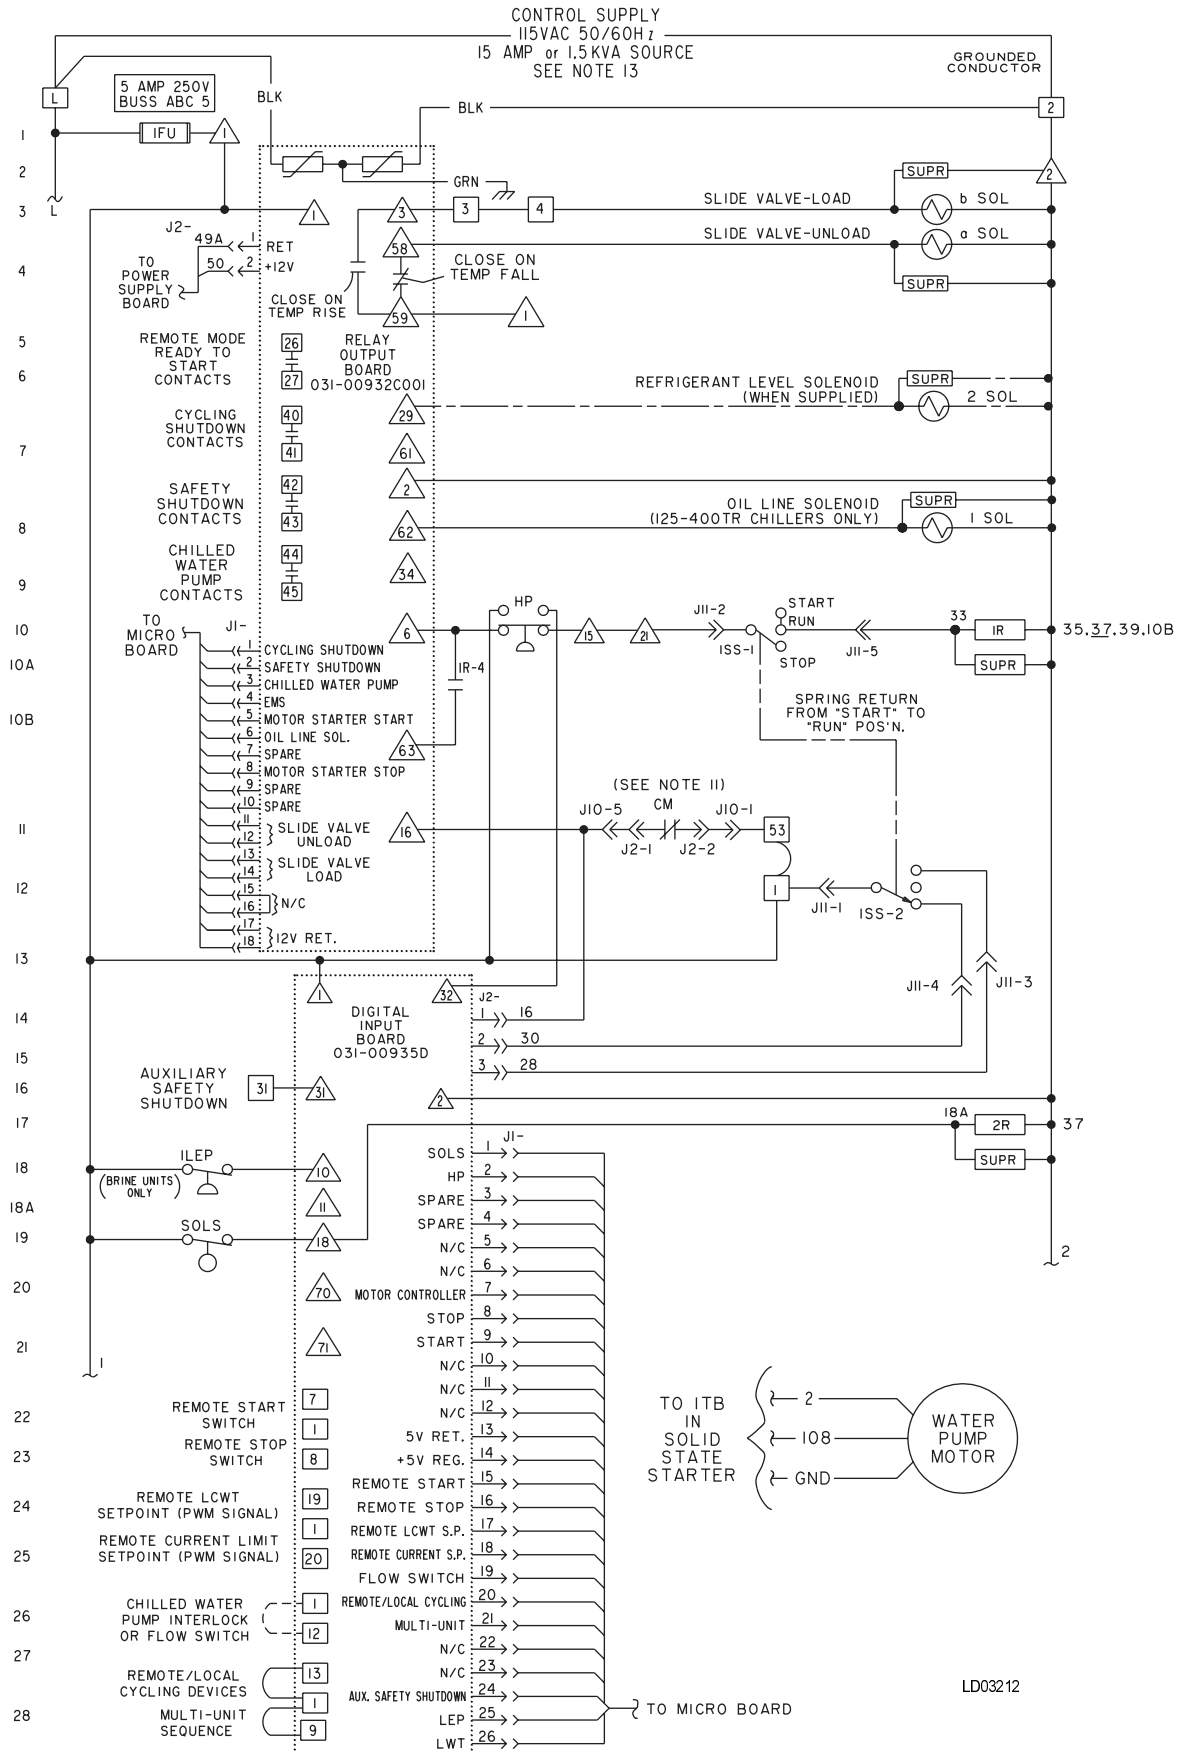 CONTROL SUPPLY
115VAC 50/60Hz
15 AMP or 1.5KVA SOURCE
SEE NOTE 13
GROUNDED
CONDUCTOR
L
5 AMP 250V
BUSS ABC 5
BLK
BLK
2
1
1FU
1
2
SUPR
2
GRN
3
L
1
3
3
4
SLIDE VALVE-LOAD
b SOL
J2-
49A
1
RET
58
SLIDE VALVE-UNLOAD
a SOL
4
TO
POWER
SUPPLY
BOARD
50
2
+12V
CLOSE ON
TEMP FALL
SUPR
CLOSE ON
TEMP RISE
59
1
5
REMOTE MODE
READY TO
START
CONTACTS
26
27
RELAY
OUTPUT
BOARD
031-00932C001
6
REFRIGERANT LEVEL SOLENOID
(WHEN SUPPLIED)
SUPR
2 SOL
29
CYCLING
SHUTDOWN
CONTACTS
40
41
7
61
2
SAFETY
SHUTDOWN
CONTACTS
42
43
8
62
OIL LINE SOLENOID
(125-400TR CHILLERS ONLY)
SUPR
1 SOL
CHILLED
WATER
PUMP
CONTACTS
44
45
34
9
HP
10
TO
MICRO
BOARD
J1-
6
15
21
J11-2
1SS-1
START
RUN
STOP
J11-5
33
1R
35,37,39,10B
SUPR
10A
10B
1 CYCLING SHUTDOWN
2 SAFETY SHUTDOWN
3 CHILLED WATER PUMP
4 EMS
5 MOTOR STARTER START
6 OIL LINE SOL.
7 SPARE
8 MOTOR STARTER STOP
9 SPARE
10 SPARE
11
12
SLIDE VALVE
UNLOAD
13
14
SLIDE VALVE
LOAD
15
16
N/C
17
18
12V RET.
1R-4
63
SPRING RETURN
FROM "START" TO
"RUN" POS'N.
11
16
(SEE NOTE 11)
J10-5
CM
J10-1
J2-1
J2-2
53
12
1
J11-1
1SS-2
13
J11-4
J11-3
1
32
J2-
14
DIGITAL
INPUT
BOARD
031-00935D
1
16
2
30
15
3
28
16
AUXILIARY
SAFETY
SHUTDOWN
31
31
2
17
18A
2R
37
SUPR
18
1LEP
(BRINE UNITS
ONLY)
10
18A
11
19
SOLS
18
20
70
21
71
1
2
J1-
SOLS 1
HP 2
SPARE 3
SPARE 4
N/C 5
N/C 6
MOTOR CONTROLLER 7
STOP 8
START 9
N/C 10
N/C 11
N/C 12
5V RET. 13
+5V REG. 14
REMOTE START 15
REMOTE STOP 16
REMOTE LCWT S.P. 17
REMOTE CURRENT S.P. 18
FLOW SWITCH 19
REMOTE/LOCAL CYCLING 20
MULTI-UNIT 21
N/C 22
N/C 23
AUX. SAFETY SHUTDOWN 24
LEP 25
LWT 26
TO MICRO BOARD
22
REMOTE START
SWITCH
7
1
23
REMOTE STOP
SWITCH
8
24
REMOTE LCWT
SETPOINT (PWM SIGNAL)
19
1
25
REMOTE CURRENT LIMIT
SETPOINT (PWM SIGNAL)
20
26
CHILLED WATER
PUMP INTERLOCK
OR FLOW SWITCH
1
12
27
REMOTE/LOCAL
CYCLING DEVICES
13
1
28
MULTI-UNIT
SEQUENCE
9
TO 1TB
IN
SOLID
STATE
STARTER
2
108
GND
WATER
PUMP
MOTOR
LD03212